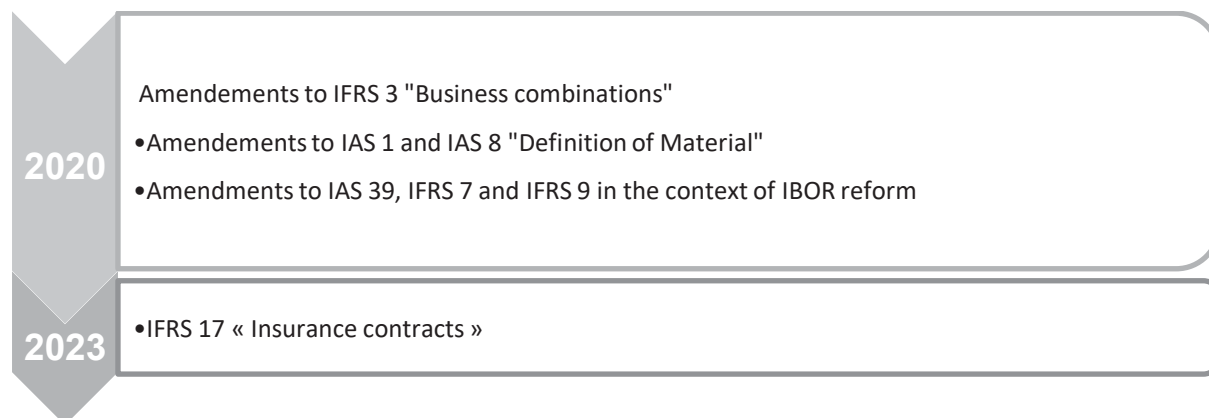 2020
Amendements to IFRS 3 "Business combinations"
•Amendements to IAS 1 and IAS 8 "Definition of Material"
•Amendments to IAS 39, IFRS 7 and IFRS 9 in the context of IBOR reform
2023
•IFRS 17 « Insurance contracts »